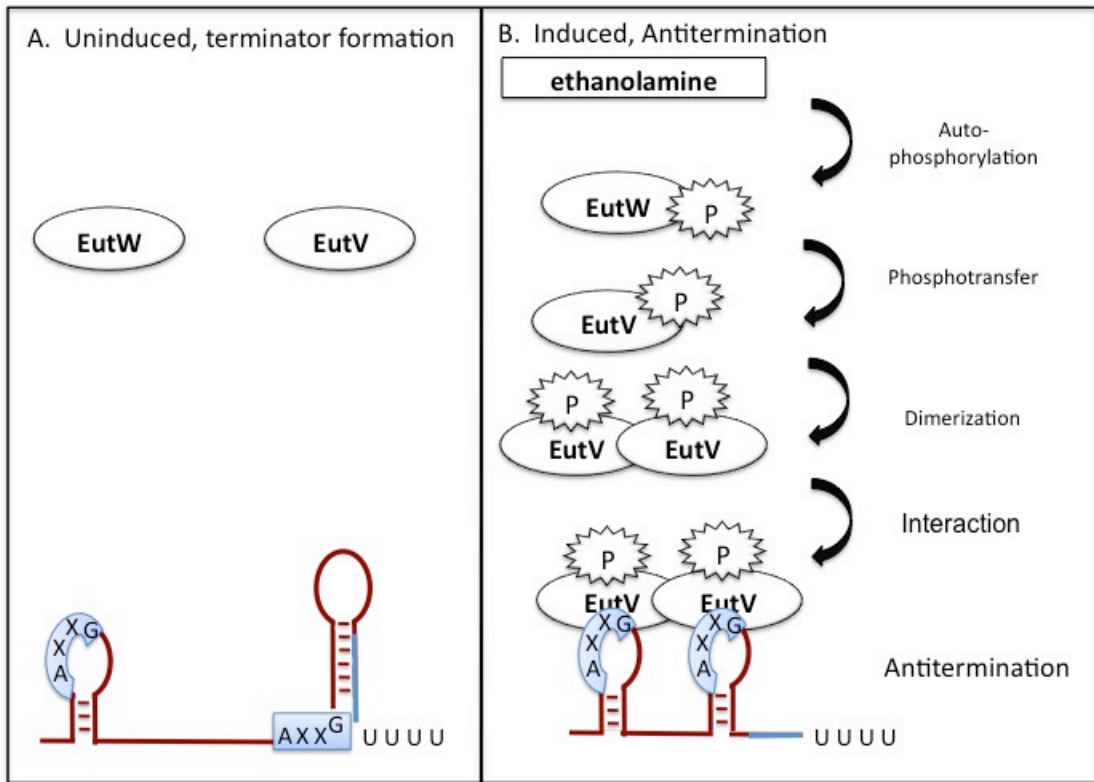 A. Uninduced, terminator formation
EutW
EutV
A X X G
A X X G
U U U U
B. Induced, Antitermination
ethanolamine
Auto-
phosphorylation
EutW
P
Phosphotransfer
EutV
P
Dimerization
P
P
EutV
EutV
Interaction
P
P
EutV
EutV
A X X G
A X X G
Antitermination
U U U U